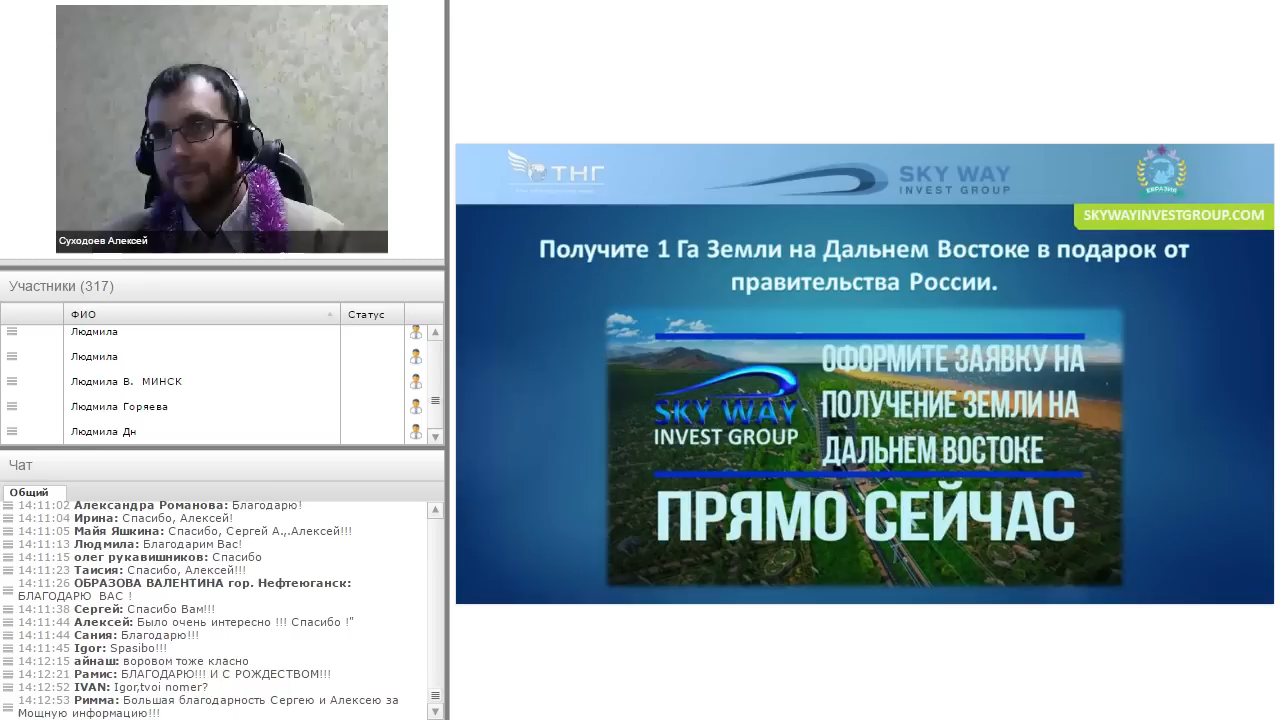 Суходоев Алексей
Участники (317)
ФИО
Статус
Людмила
Людмила
Людмила В. МИНСК
Людмила Горяева
Людмила Дн
Чат
Общий
14:11:02 Александра Романова: Благодарю!
14:11:04 Ирина: Спасибо, Алексей!
14:11:05 Майя Яшкина: Спасибо, Сергей А.,.Алексей!!!
14:11:13 Людмила: Благодарим Вас!
14:11:15 олег рукавишников: Спасибо
14:11:23 Таисия: Спасибо, Алексей!!!
14:11:26 ОБРАЗОВА ВАЛЕНТИНА гор. Нефтеюганск:
БЛАГОДАРЮ ВАС !
14:11:38 Сергей: Спасибо Вам!!!
14:11:44 Алексей: Было очень интересно !!! Спасибо !"
14:11:44 Сания: Благодарю!!!
14:11:45 Igor: Spasibo!!!
14:12:15 айнаш: воровом тоже класно
14:12:21 Рамис: БЛАГОДАРЮ!!! И С РОЖДЕСТВОМ!!!
14:12:52 IVAN: Igor,tvoi nomer?
14:12:53 Римма: Большая благодарность Сергею и Алексею за
Мощную информацию!!!
ТНГ
SKY WAY
INVEST GROUP
ЕВРАЗИЯ
SKYWAYINVESTGROUP.COM
Получите 1 Га Земли на Дальнем Востоке в подарок от
правительства России.
SKY WAY
INVEST GROUP
ОФОРМИТЕ ЗАЯВКУ НА
ПОЛУЧЕНИЕ ЗЕМЛИ НА
ДАЛЬНЕМ ВОСТОКЕ
ПРЯМО СЕЙЧАС